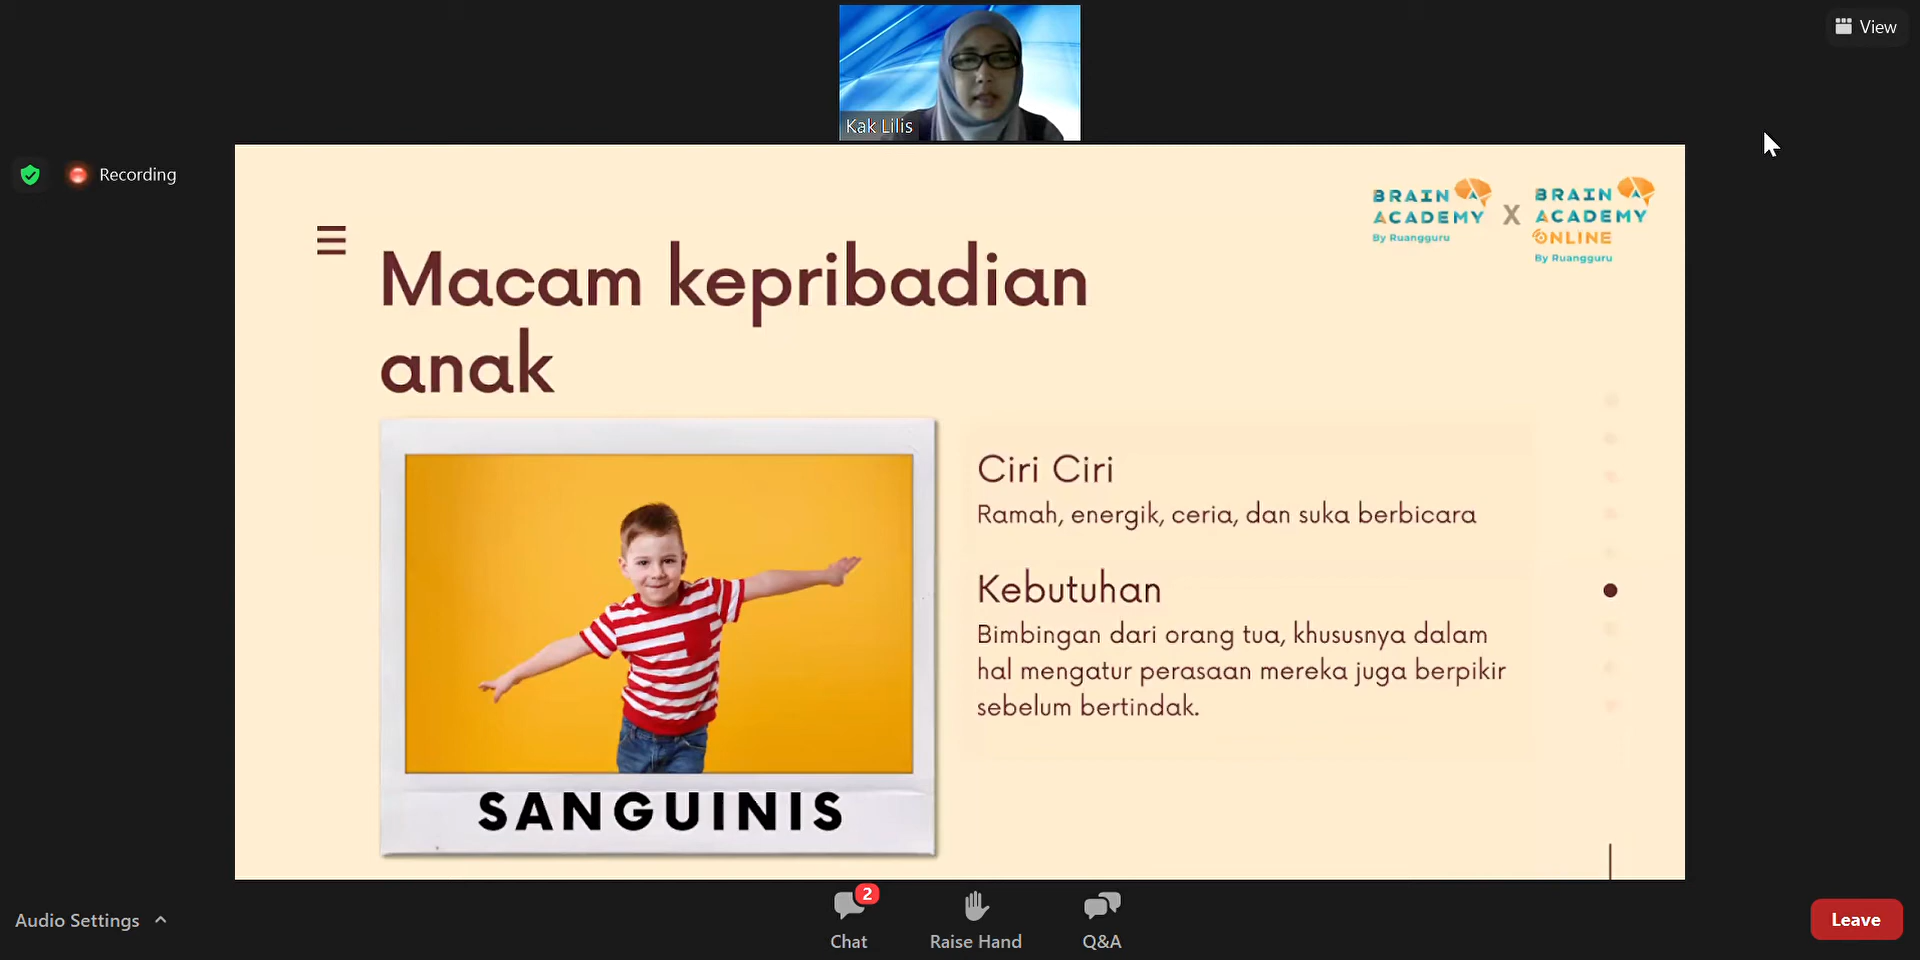 View
Kak Lilis
Recording
BRAIN
ACADEMY
By Ruangguru
X
BRAIN
ACADEMY
ONLINE
By Ruangguru
Macam kepribadian
anak
Ciri Ciri
Ramah, energik, ceria, dan suka berbicara
Kebutuhan
Bimbingan dari orang tua, khususnya dalam
hal mengatur perasaan mereka juga berpikir
sebelum bertindak.
SANGUINIS
Audio Settings
2
Chat
Raise Hand
Q&A
Leave